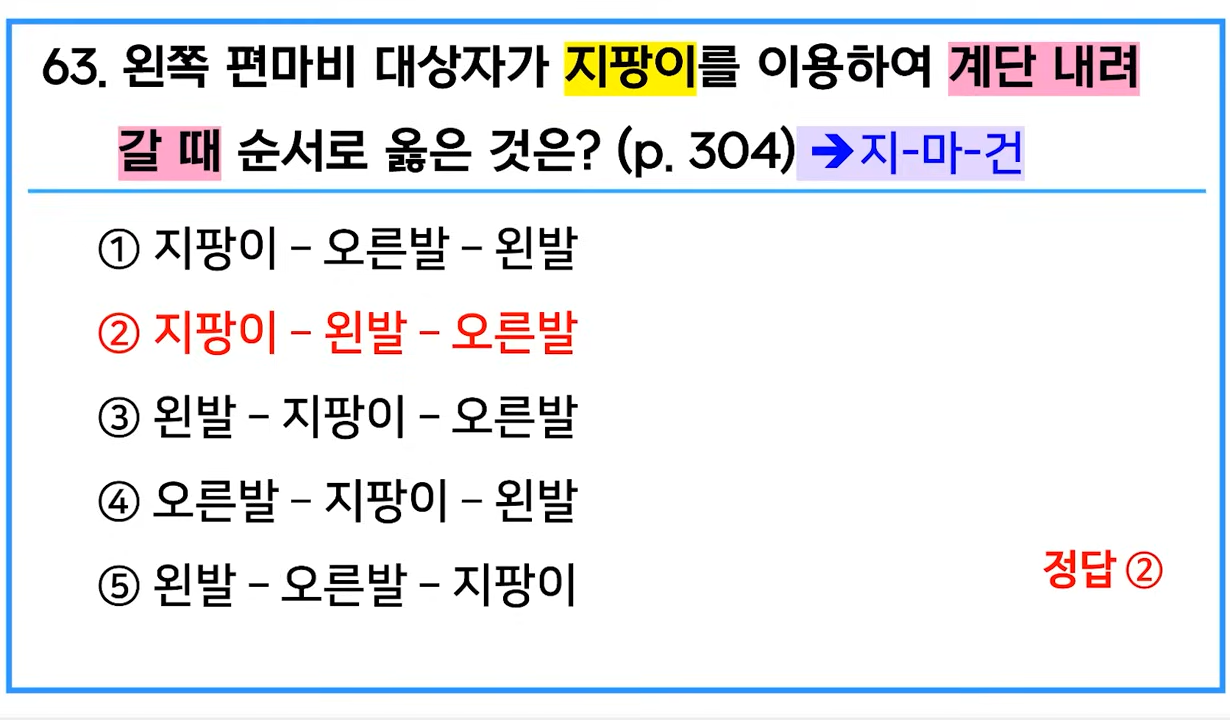 63. 왼쪽 편마비 대상자가 지팡이를 이용하여 계단 내려
갈 때 순서로 옳은 것은? (p. 304) ➔지-마-건
① 지팡이 – 오른발 – 왼발
② 지팡이 – 왼발 – 오른발
③ 왼발 – 지팡이 – 오른발
④ 오른발 – 지팡이 – 왼발
⑤ 왼발 – 오른발 – 지팡이
정답 ②